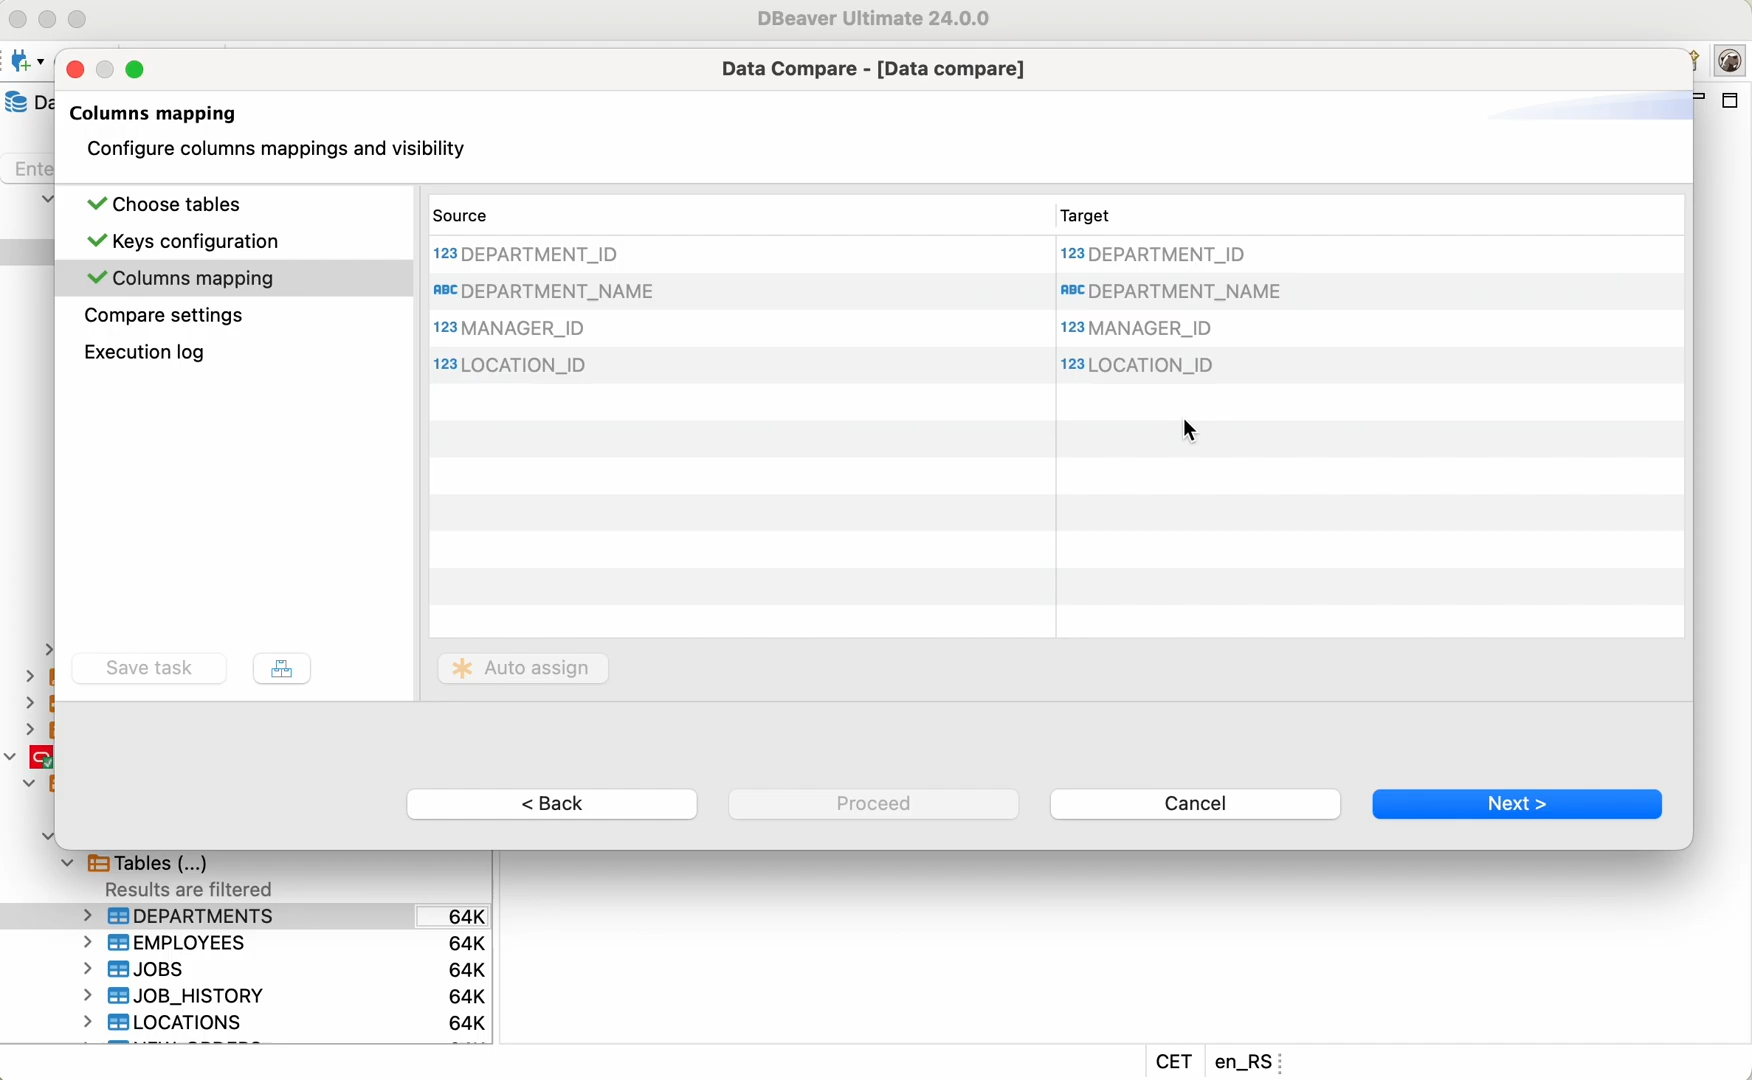 DBeaver Ultimate 24.0.0
Data Compare - [Data compare]
Da
Columns mapping
Configure columns mappings and visibility
Ente
Choose tables
Keys configuration
Columns mapping
Compare settings
Execution log
Source Target
123 DEPARTMENT_ID 123 DEPARTMENT_ID
ABC DEPARTMENT_NAME ABC DEPARTMENT_NAME
123 MANAGER_ID 123 MANAGER_ID
123 LOCATION_ID 123 LOCATION_ID
Save task
Auto assign
< Back Proceed Cancel Next >
Tables (...)
Results are filtered
DEPARTMENTS 64K
EMPLOYEES 64K
JOBS 64K
JOB_HISTORY 64K
LOCATIONS 64K
CET en_RS